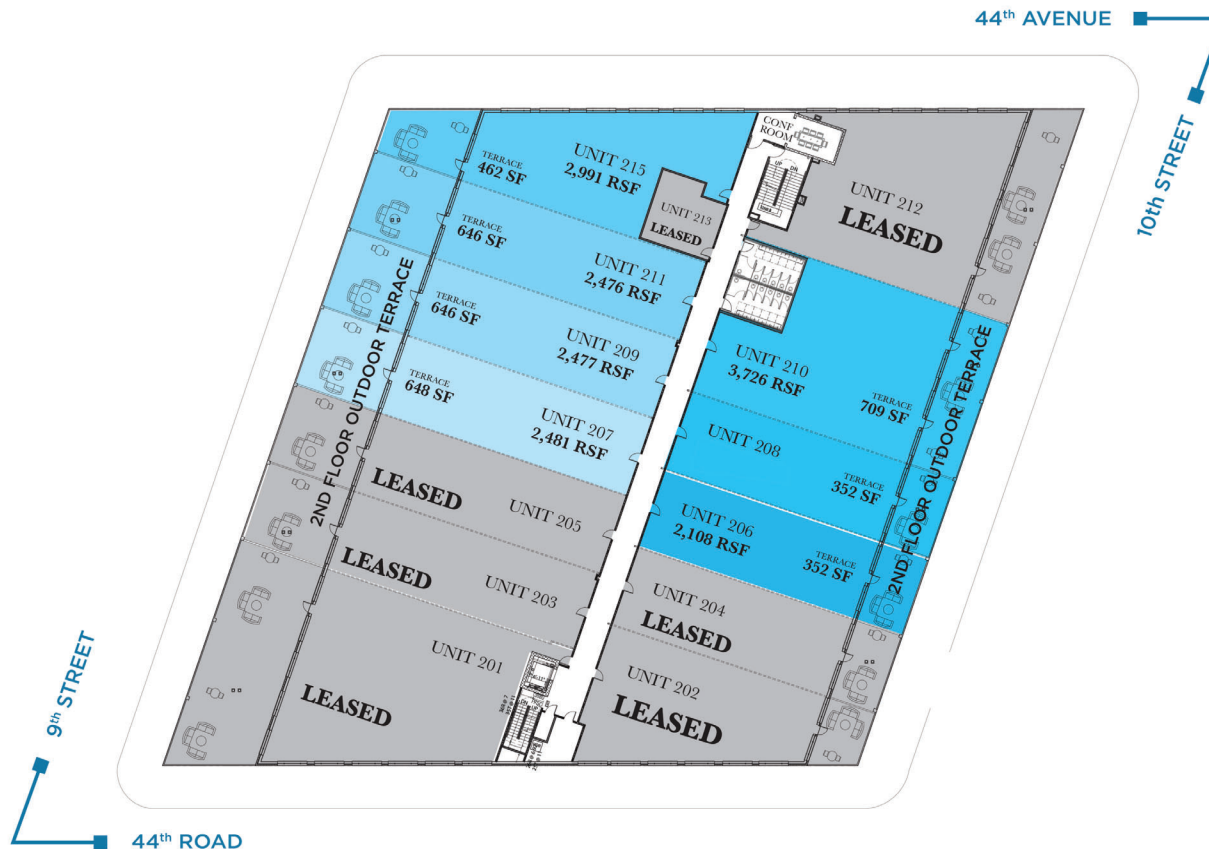 44th AVENUE
10th STREET
CONF
ROOM
UP DN
UNIT 215
2,991 RSF
TERRACE
462 SF
UNIT 213
LEASED
UNIT 212
LEASED
TERRACE
646 SF
UNIT 211
2,476 RSF
TERRACE
646 SF
UNIT 209
2,477 RSF
TERRACE
648 SF
UNIT 207
2,481 RSF
2ND FLOOR OUTDOOR TERRACE
UNIT 210
3,726 RSF
TERRACE
709 SF
UNIT 208
TERRACE
352 SF
UNIT 206
2,108 RSF
TERRACE
352 SF
2ND FLOOR OUTDOOR TERRACE
LEASED
UNIT 205
LEASED
UNIT 203
UNIT 204
LEASED
UNIT 201
LEASED
UNIT 202
LEASED
DN UP
9th STREET
44th ROAD